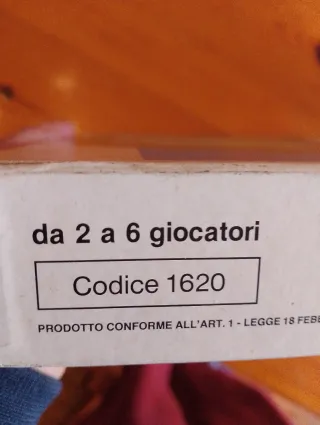 da 2 a 6 giocatori
Codice 1620
PRODOTTO CONFORME ALL'ART. 1 - LEGGE 18